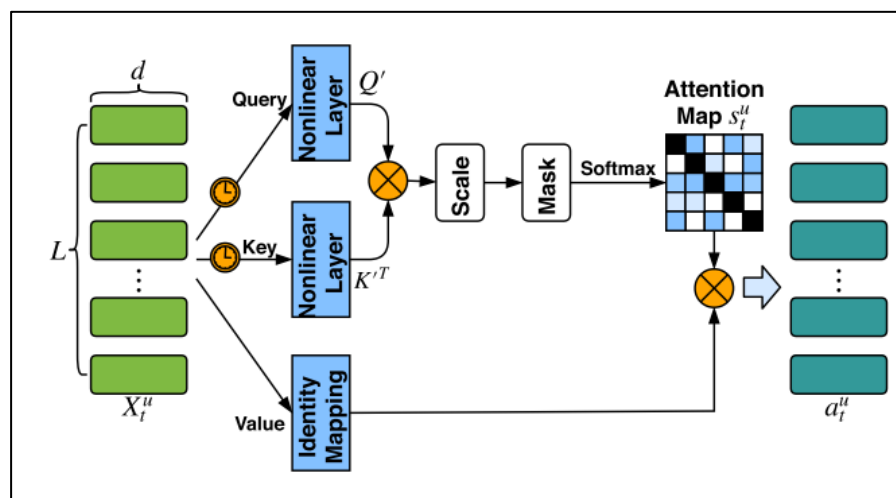 d
L
X_t^u
Query
Key
Value
Nonlinear
Layer
Nonlinear
Layer
Identity
Mapping
Q'
K'^T
Scale
Mask
Softmax
Attention
Map s_t^u
a_t^u